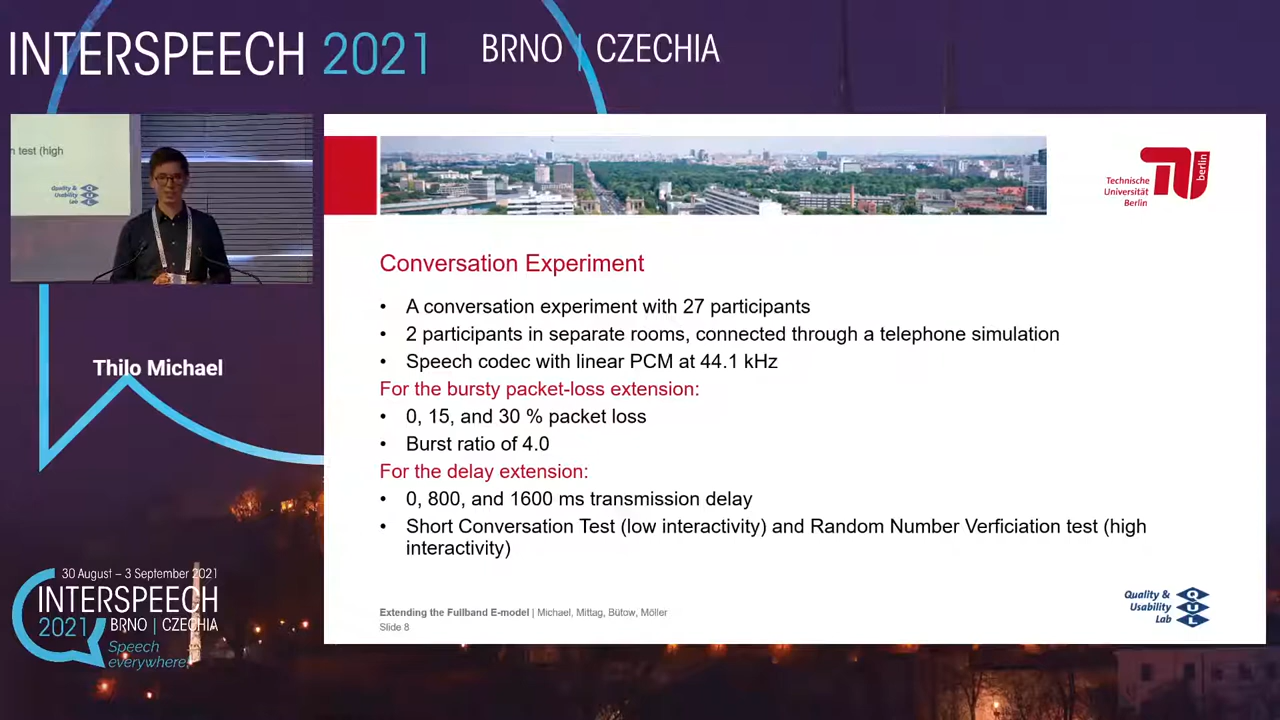 INTERSPEECH 2021
BRNO | CZECHIA
n test (high
Quality &
Usability
Lab
QUL
Thilo Michael
30 August – 3 September 2021
INTERSPEECH
2021
BRNO | CZECHIA
Speech
everywhere!
Technische
Universität
Berlin
berlin
Conversation Experiment
• A conversation experiment with 27 participants
• 2 participants in separate rooms, connected through a telephone simulation
• Speech codec with linear PCM at 44.1 kHz
For the bursty packet-loss extension:
• 0, 15, and 30 % packet loss
• Burst ratio of 4.0
For the delay extension:
• 0, 800, and 1600 ms transmission delay
• Short Conversation Test (low interactivity) and Random Number Verficiation test (high
interactivity)
Extending the Fullband E-model | Michael, Mittag, Bütow, Möller
Slide 8
Quality &
Usability
Lab
QUL